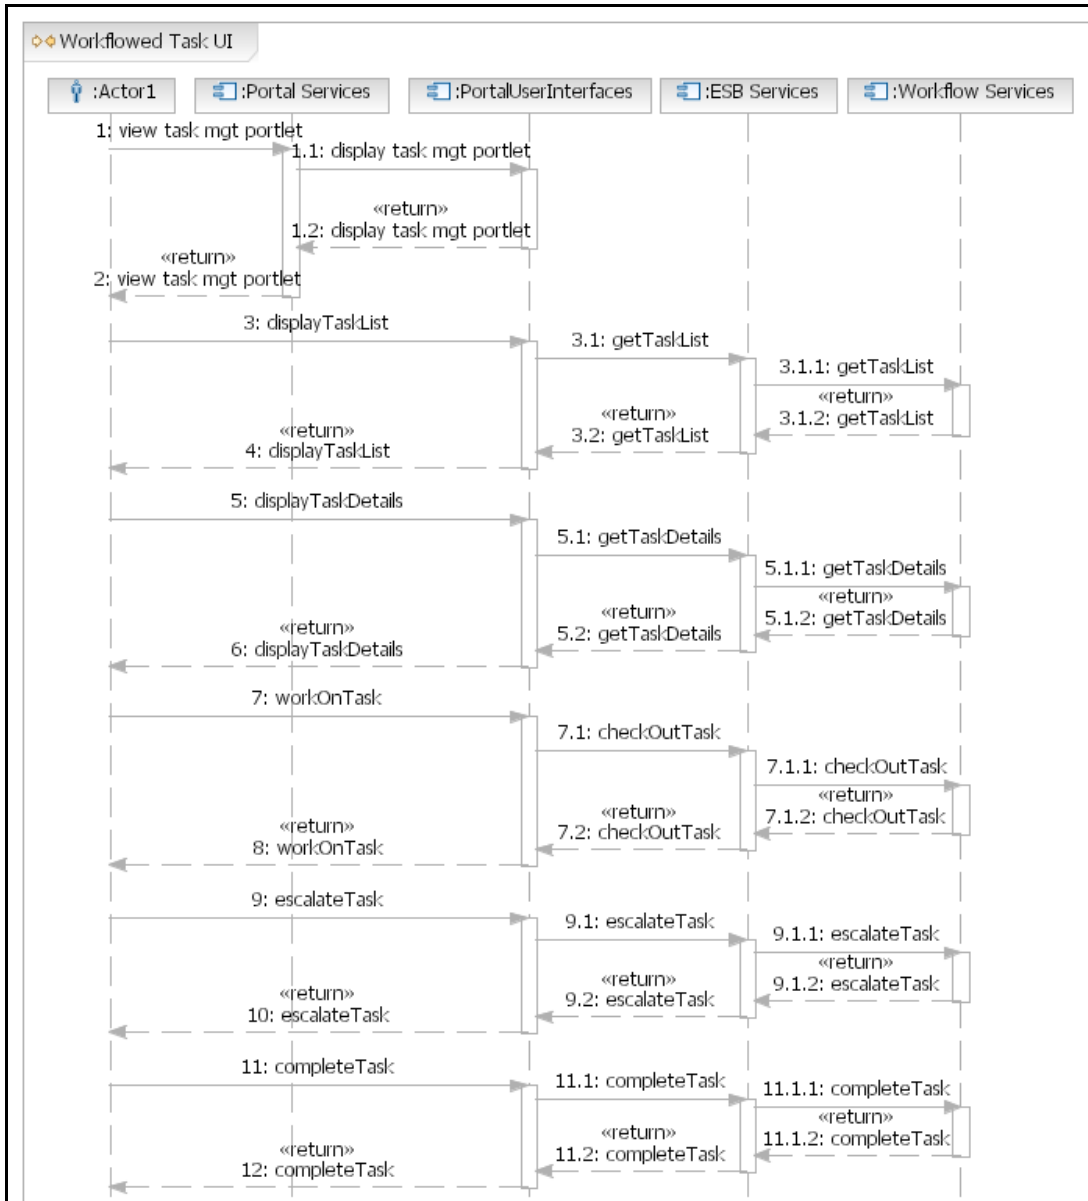 Workflowed Task UI
:Actor1
:Portal Services
:PortalUserInterfaces
:ESB Services
:Workflow Services
1: view task mgt portlet
1.1: display task mgt portlet
«return»
1.2: display task mgt portlet
«return»
2: view task mgt portlet
3: displayTaskList
3.1: getTaskList
3.1.1: getTaskList
«return»
3.1.2: getTaskList
«return»
3.2: getTaskList
«return»
4: displayTaskList
5: displayTaskDetails
5.1: getTaskDetails
5.1.1: getTaskDetails
«return»
5.1.2: getTaskDetails
«return»
5.2: getTaskDetails
«return»
6: displayTaskDetails
7: workOnTask
7.1: checkOutTask
7.1.1: checkOutTask
«return»
7.1.2: checkOutTask
«return»
7.2: checkOutTask
«return»
8: workOnTask
9: escalateTask
9.1: escalateTask
9.1.1: escalateTask
«return»
9.1.2: escalateTask
«return»
9.2: escalateTask
«return»
10: escalateTask
11: completeTask
11.1: completeTask
11.1.1: completeTask
«return»
11.1.2: completeTask
«return»
11.2: completeTask
«return»
12: completeTask